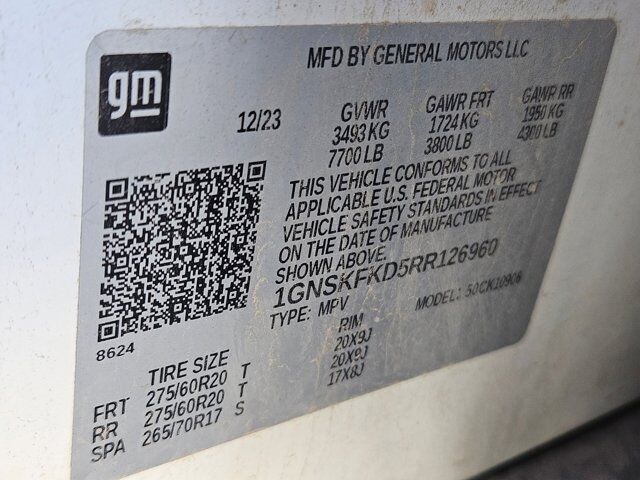 gm
MFD BY GENERAL MOTORS LLC
12/23 GVWR GAWR FRT GAWR RR
3493 KG 1724 KG 1950 KG
7700 LB 3800 LB 4300 LB
THIS VEHICLE CONFORMS TO ALL
APPLICABLE U.S. FEDERAL MOTOR
VEHICLE SAFETY STANDARDS IN EFFECT
ON THE DATE OF MANUFACTURE
SHOWN ABOVE.
1GNSKFKD5RR126960
TYPE: MPV MODEL: 50CK10906
8624
TIRE SIZE RIM
FRT 275/60R20 T 20X9J
RR 275/60R20 T 20X9J
SPA 265/70R17 S 17X8J